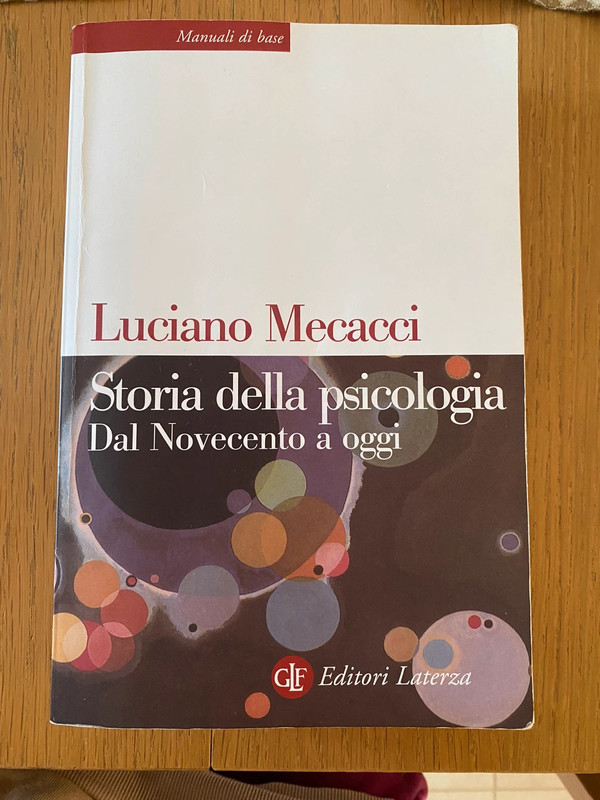 Manuali di base
Luciano Mecacci
Storia della psicologia
Dal Novecento a oggi
GLF Editori Laterza